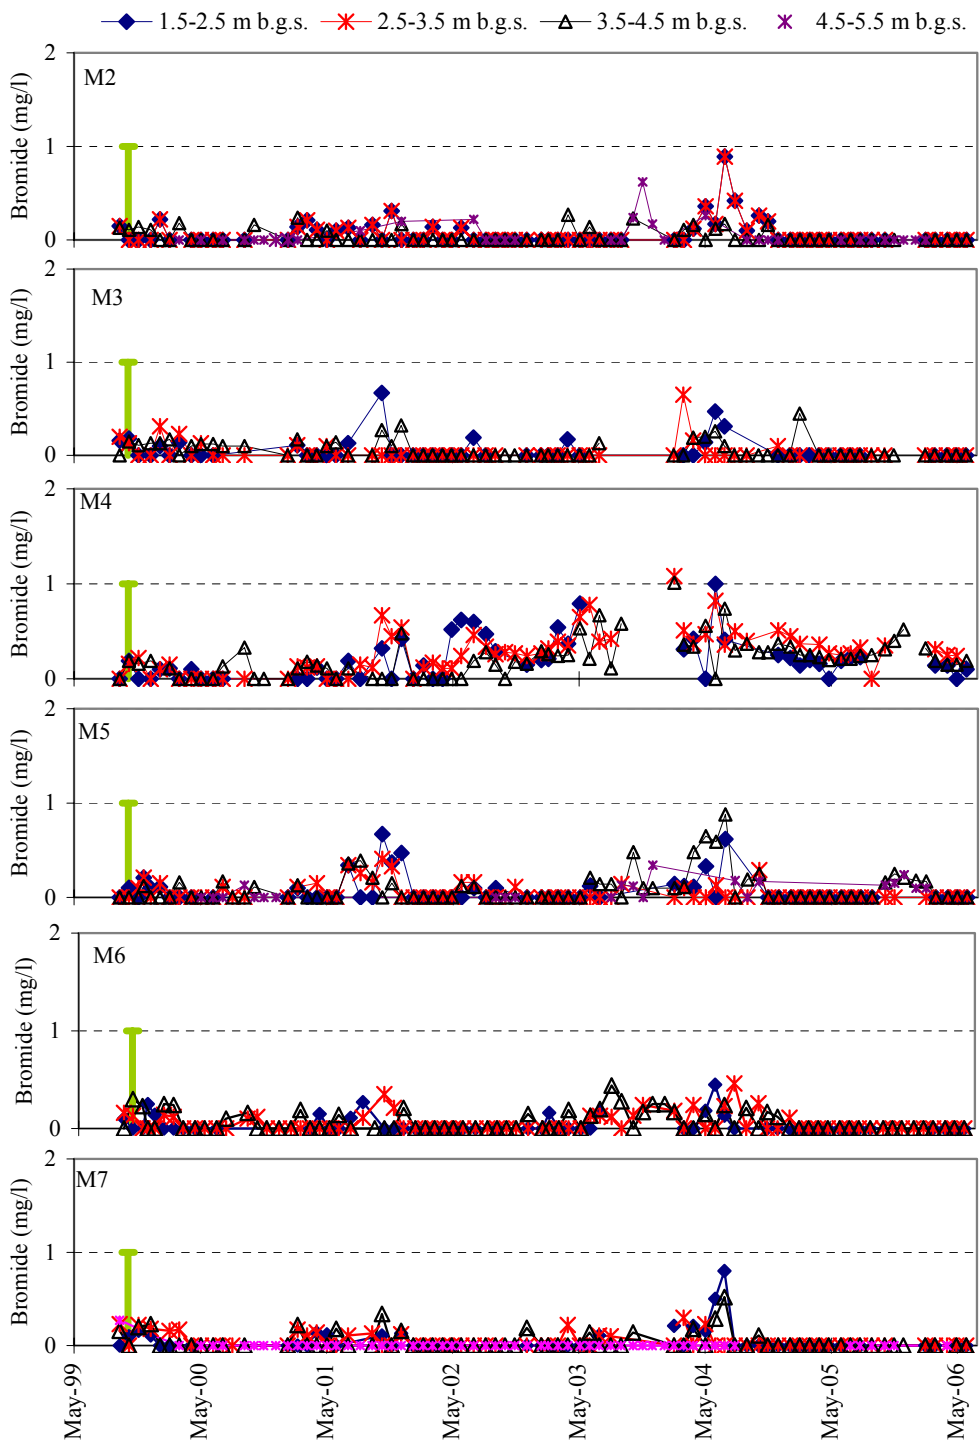 1.5-2.5 m b.g.s. 2.5-3.5 m b.g.s. 3.5-4.5 m b.g.s. 4.5-5.5 m b.g.s.
2
M2
1
0
Bromide (mg/l)
2
M3
1
0
Bromide (mg/l)
2
M4
1
0
Bromide (mg/l)
2
M5
1
0
Bromide (mg/l)
2
M6
1
0
Bromide (mg/l)
2
M7
1
0
Bromide (mg/l)
May-99 May-00 May-01 May-02 May-03 May-04 May-05 May-06